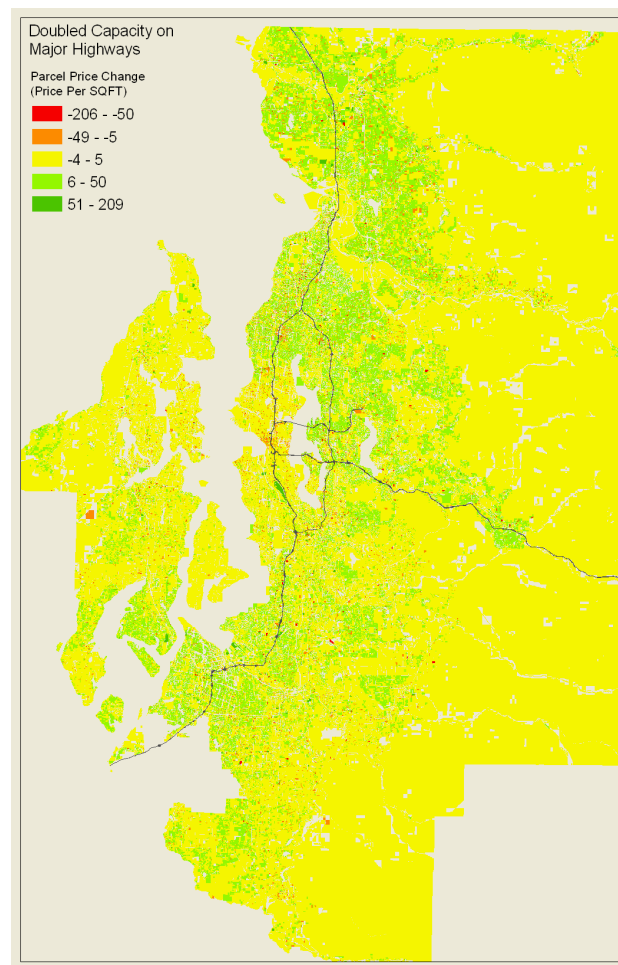 Doubled Capacity on
Major Highways
Parcel Price Change
(Price Per SQFT)
-206 - -50
-49 - -5
-4 - 5
6 - 50
51 - 209